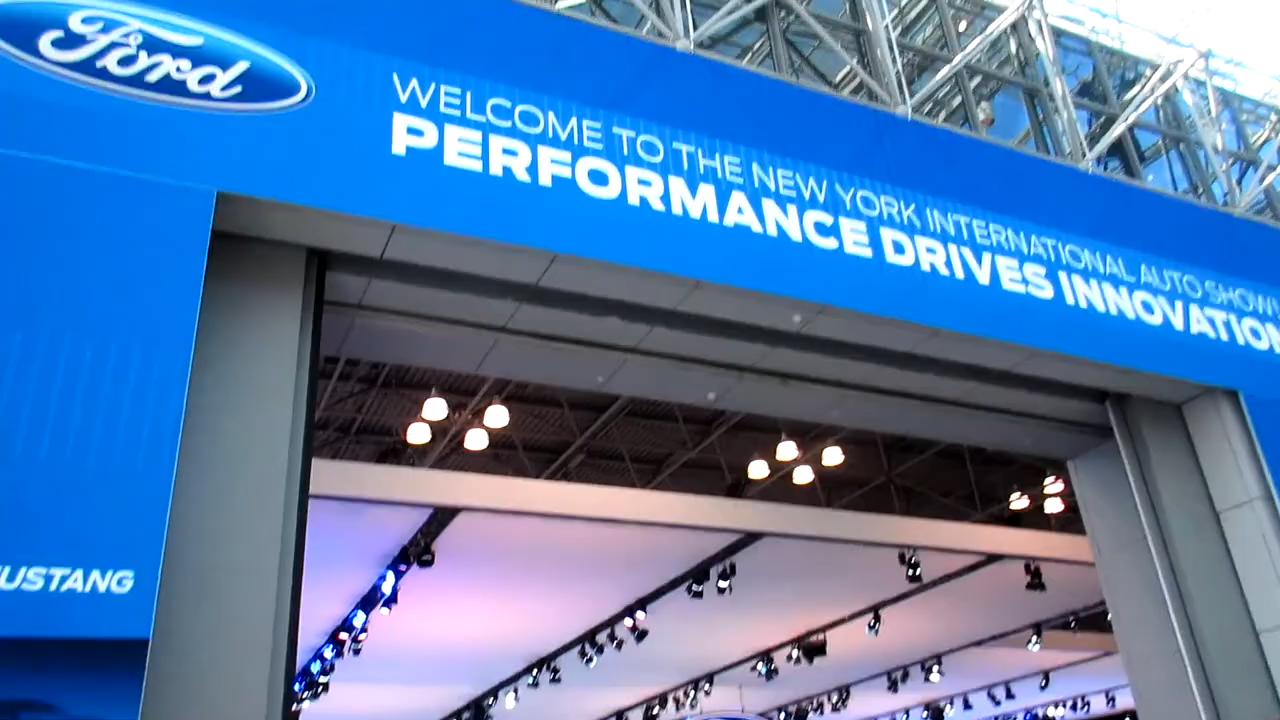 Ford
WELCOME TO THE NEW YORK INTERNATIONAL AUTO SHOW
PERFORMANCE DRIVES INNOVATION
USTANG